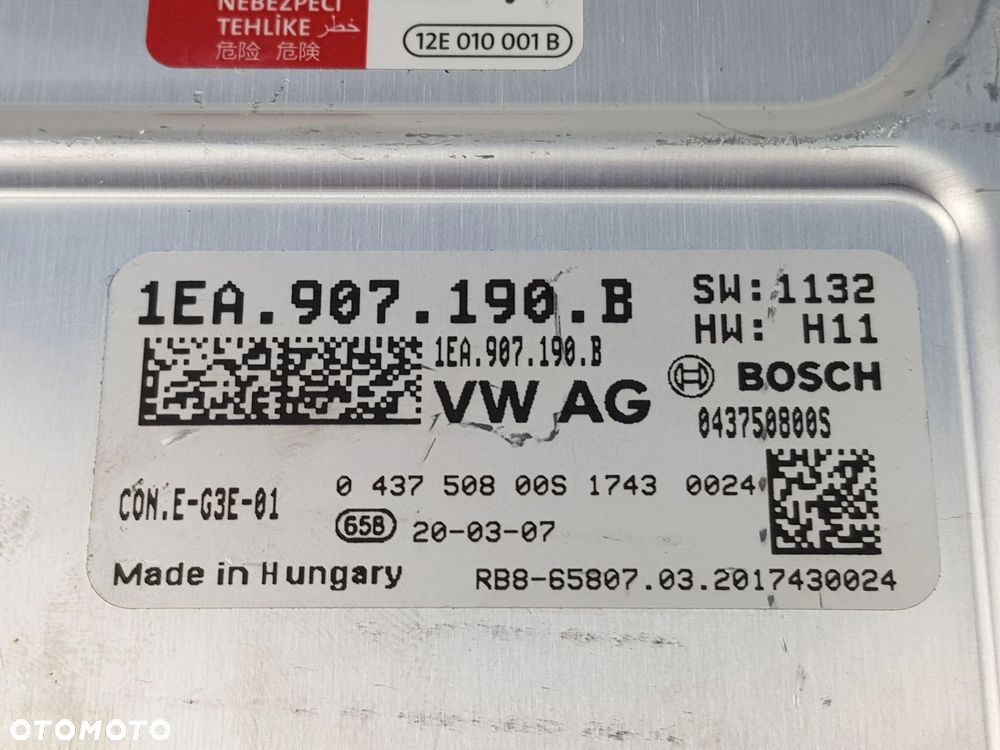 NEBEZPEČÍ
TEHLİKE خطر
危险 危険
12E 010 001 B
1EA.907.190.B
SW:1132
HW: H11
1EA.907.190.B
VW AG
BOSCH
043750800S
CON.E-G3E-01
0 437 508 00S 1743 0024
658 20-03-07
Made in Hungary
RB8-65807.03.2017430024
OTOMOTO